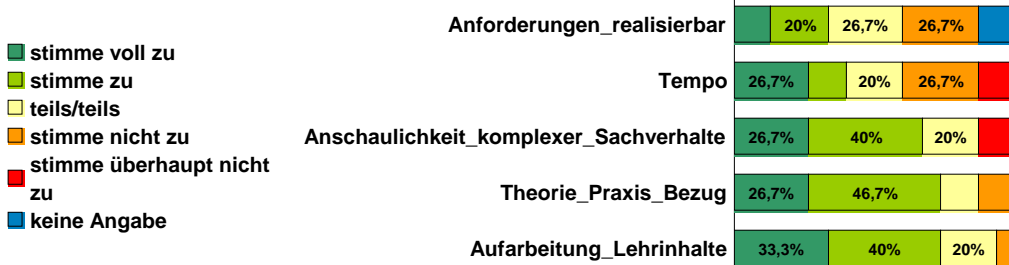 stimme voll zu
stimme zu
teils/teils
stimme nicht zu
stimme überhaupt nicht
zu
keine Angabe
Anforderungen_realisierbar
20% 26,7% 26,7%
Tempo
26,7% 20% 26,7%
Anschaulichkeit_komplexer_Sachverhalte
26,7% 40% 20%
Theorie_Praxis_Bezug
26,7% 46,7%
Aufarbeitung_Lehrinhalte
33,3% 40% 20%